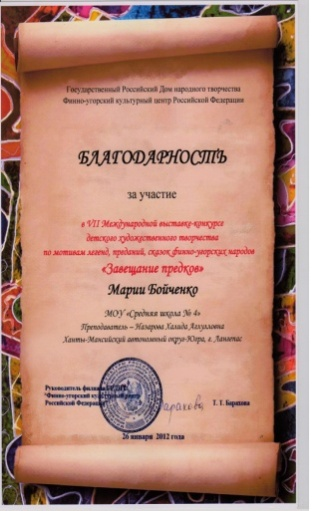 Государственный Российский Дом народного творчества
Финно-угорский культурный центр Российской Федерации
БЛАГОДАРНОСТЬ
за участие
в VII Международной выставке-конкурсе
детского художественного творчества
по мотивам легенд, преданий, сказок финно-угорских народов
«Завещание предков»
Марии Бойченко
МОУ «Средняя школа № 4»
Преподаватель – Назарова Халида
Ханты-Мансийский автономный округ-Югра, г. Лангепас
Руководитель филиала
"Финно-угорский культурный центр
Российской Федерации"
Т. Г. Барахова
26 января 2012 года